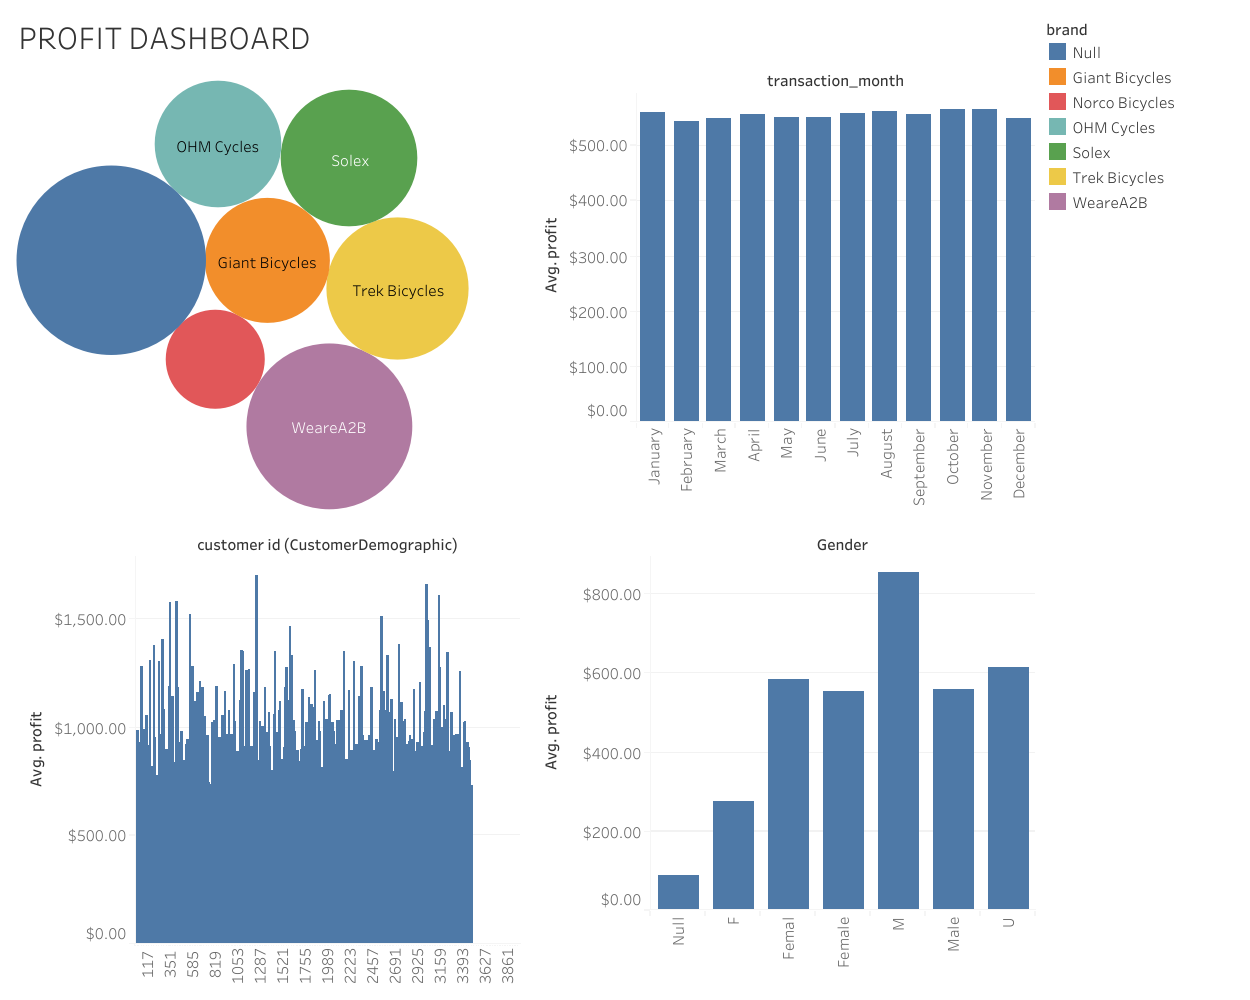 PROFIT DASHBOARD
OHM Cycles
Solex
Giant Bicycles
Trek Bicycles
WeareA2B
transaction_month
Avg. profit
$500.00
$400.00
$300.00
$200.00
$100.00
$0.00
January
February
March
April
May
June
July
August
September
October
November
December
brand
Null
Giant Bicycles
Norco Bicycles
OHM Cycles
Solex
Trek Bicycles
WeareA2B
customer id (CustomerDemographic)
Avg. profit
$1,500.00
$1,000.00
$500.00
$0.00
117
351
585
819
1053
1287
1521
1755
1989
2223
2457
2691
2925
3159
3393
3627
3861
Gender
Avg. profit
$800.00
$600.00
$400.00
$200.00
$0.00
Null
F
Femal
Female
M
Male
U